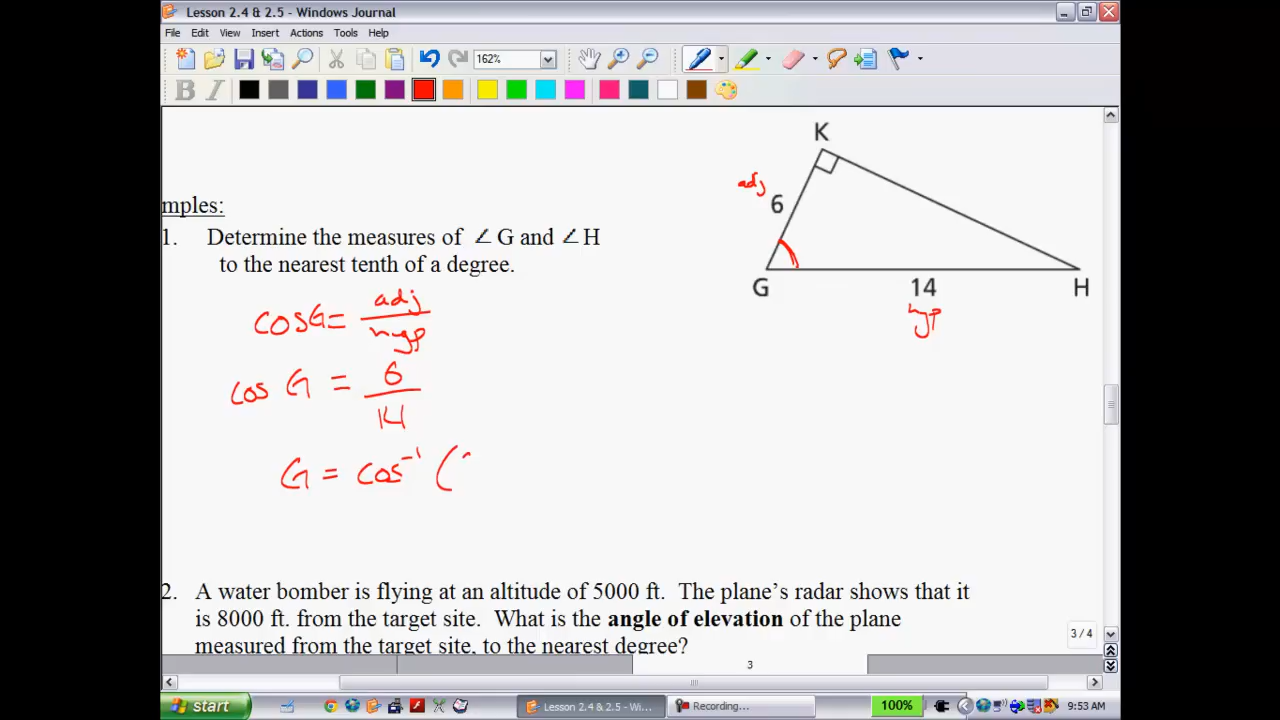 Lesson 2.4 & 2.5 - Windows Journal
File Edit View Insert Actions Tools Help
162%
B I
K
adj
6
G
14
H
hyp
mples:
1. Determine the measures of ∠G and ∠H
to the nearest tenth of a degree.
cosG = adj/hyp
cos G = 6/14
G = cos⁻¹ (
2. A water bomber is flying at an altitude of 5000 ft. The plane's radar shows that it
is 8000 ft. from the target site. What is the angle of elevation of the plane
measured from the target site, to the nearest degree?
3/4
3
start
Lesson 2.4 & 2.5 - Wi...
Recording...
100%
9:53 AM